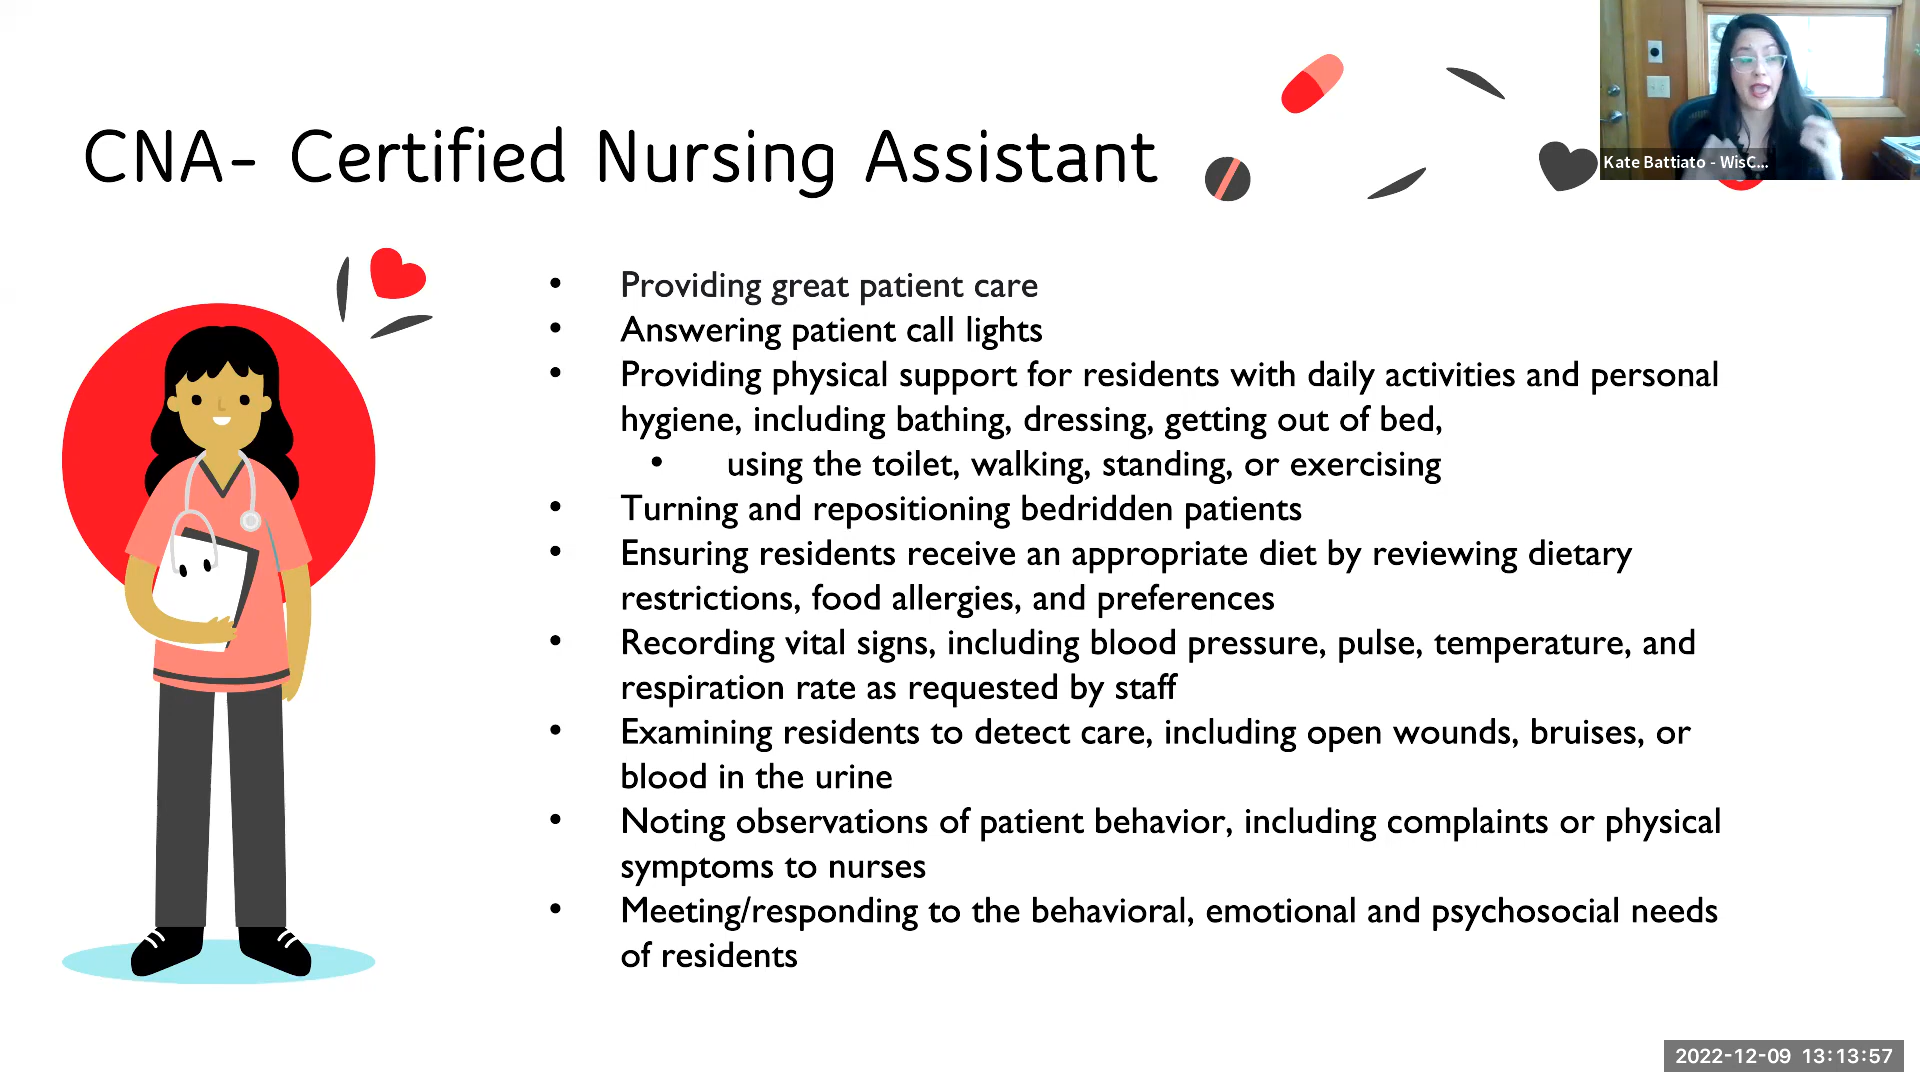 CNA- Certified Nursing Assistant
Kate Battiato - WisC...
• Providing great patient care
• Answering patient call lights
• Providing physical support for residents with daily activities and personal
hygiene, including bathing, dressing, getting out of bed,
• using the toilet, walking, standing, or exercising
• Turning and repositioning bedridden patients
• Ensuring residents receive an appropriate diet by reviewing dietary
restrictions, food allergies, and preferences
• Recording vital signs, including blood pressure, pulse, temperature, and
respiration rate as requested by staff
• Examining residents to detect care, including open wounds, bruises, or
blood in the urine
• Noting observations of patient behavior, including complaints or physical
symptoms to nurses
• Meeting/responding to the behavioral, emotional and psychosocial needs
of residents
2022-12-09 13:13:57